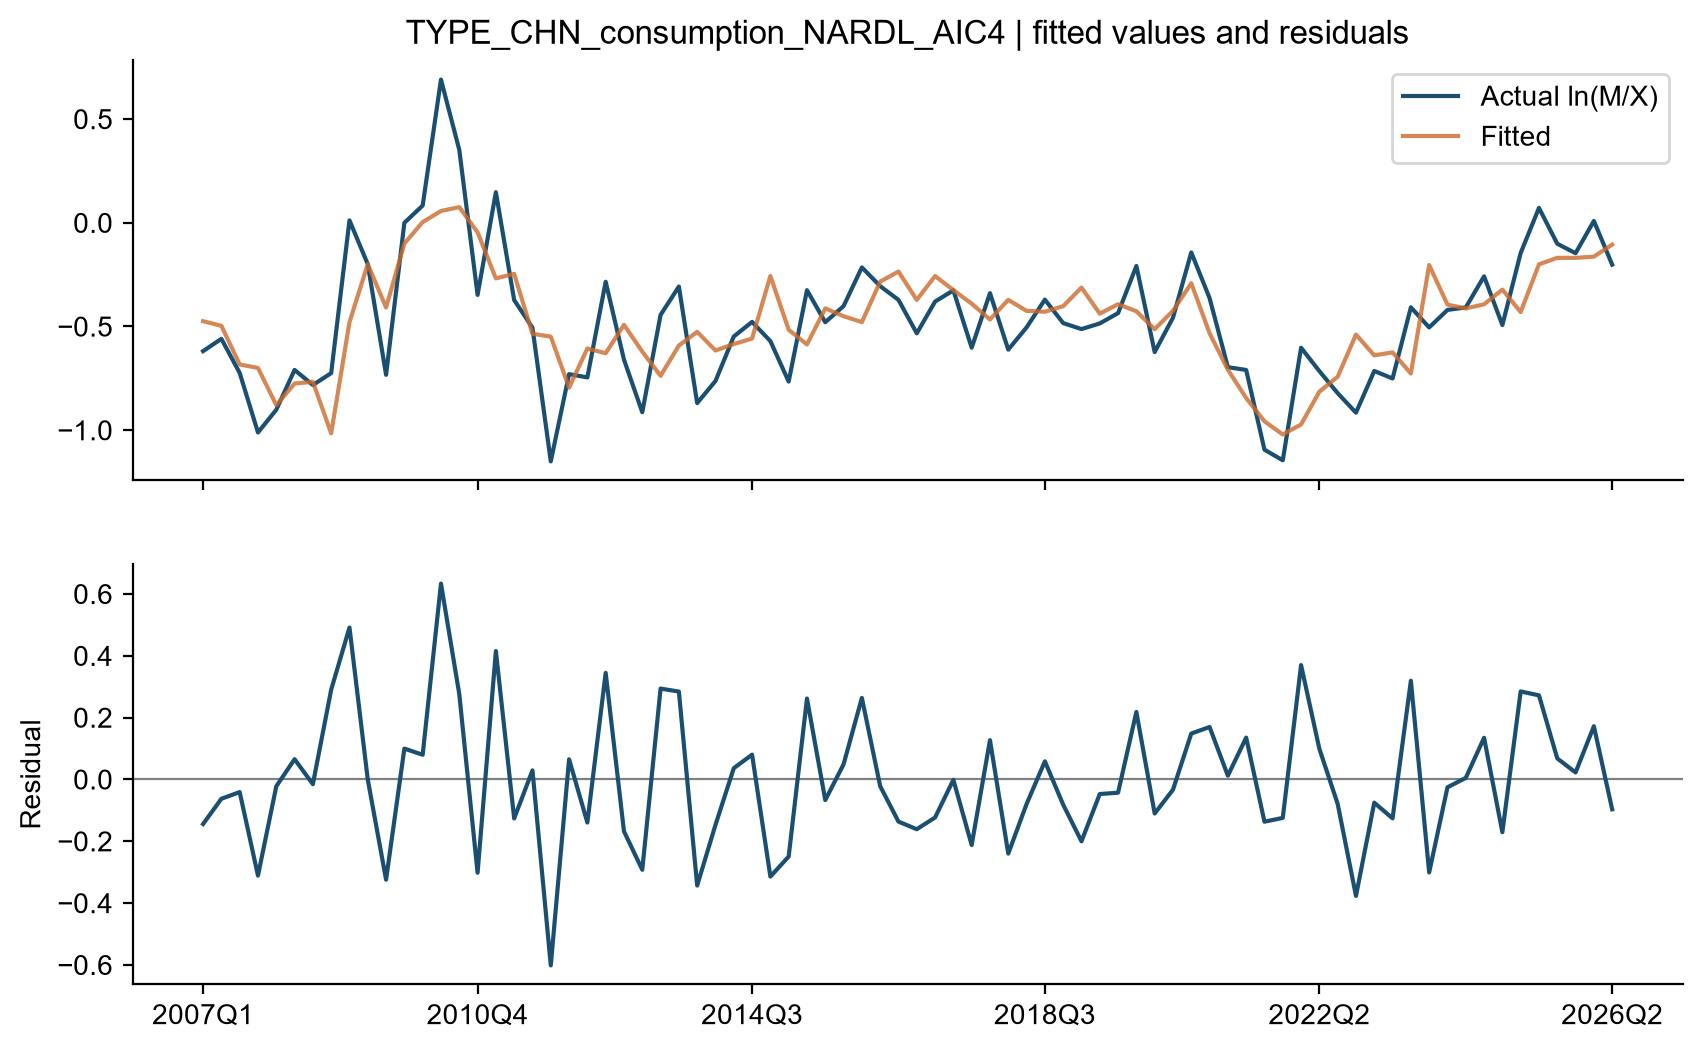 TYPE_CHN_consumption_NARDL_AIC4 | fitted values and residuals
Actual ln(M/X)
Fitted
0.5
0.0
−0.5
−1.0
Residual
0.6
0.4
0.2
0.0
−0.2
−0.4
−0.6
2007Q1 2010Q4 2014Q3 2018Q3 2022Q2 2026Q2